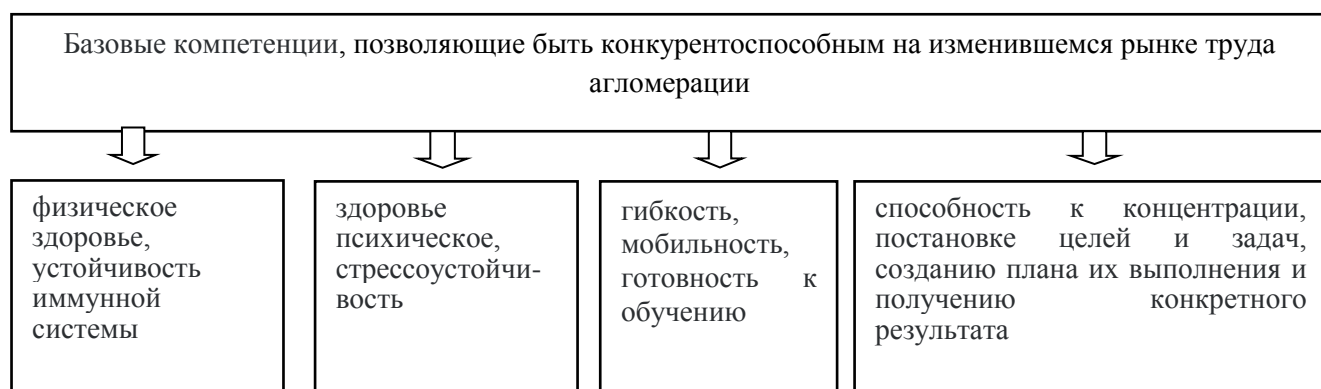 Базовые компетенции, позволяющие быть конкурентоспособным на изменившемся рынке труда
агломерации
физическое
здоровье,
устойчивость
иммунной
системы
здоровье
психическое,
стрессоустойчи-
вость
гибкость,
мобильность,
готовность к
обучению
способность к концентрации,
постановке целей и задач,
созданию плана их выполнения и
получению конкретного
результата